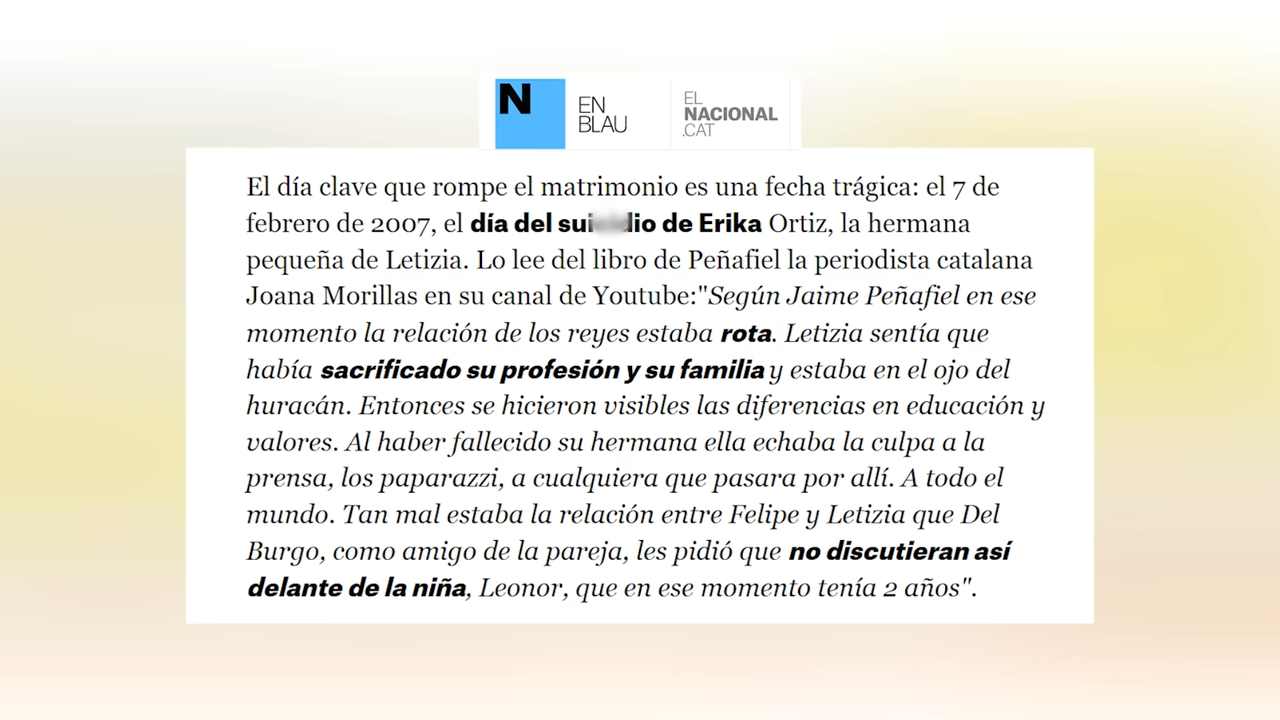 N
EN
BLAU
EL
NACIONAL
.CAT
El día clave que rompe el matrimonio es una fecha trágica: el 7 de
febrero de 2007, el día del suicidio de Erika Ortiz, la hermana
pequeña de Letizia. Lo lee del libro de Peñafiel la periodista catalana
Joana Morillas en su canal de Youtube:"Según Jaime Peñafiel en ese
momento la relación de los reyes estaba rota. Letizia sentía que
había sacrificado su profesión y su familia y estaba en el ojo del
huracán. Entonces se hicieron visibles las diferencias en educación y
valores. Al haber fallecido su hermana ella echaba la culpa a la
prensa, los paparazzi, a cualquiera que pasara por allí. A todo el
mundo. Tan mal estaba la relación entre Felipe y Letizia que Del
Burgo, como amigo de la pareja, les pidió que no discutieran así
delante de la niña, Leonor, que en ese momento tenía 2 años".